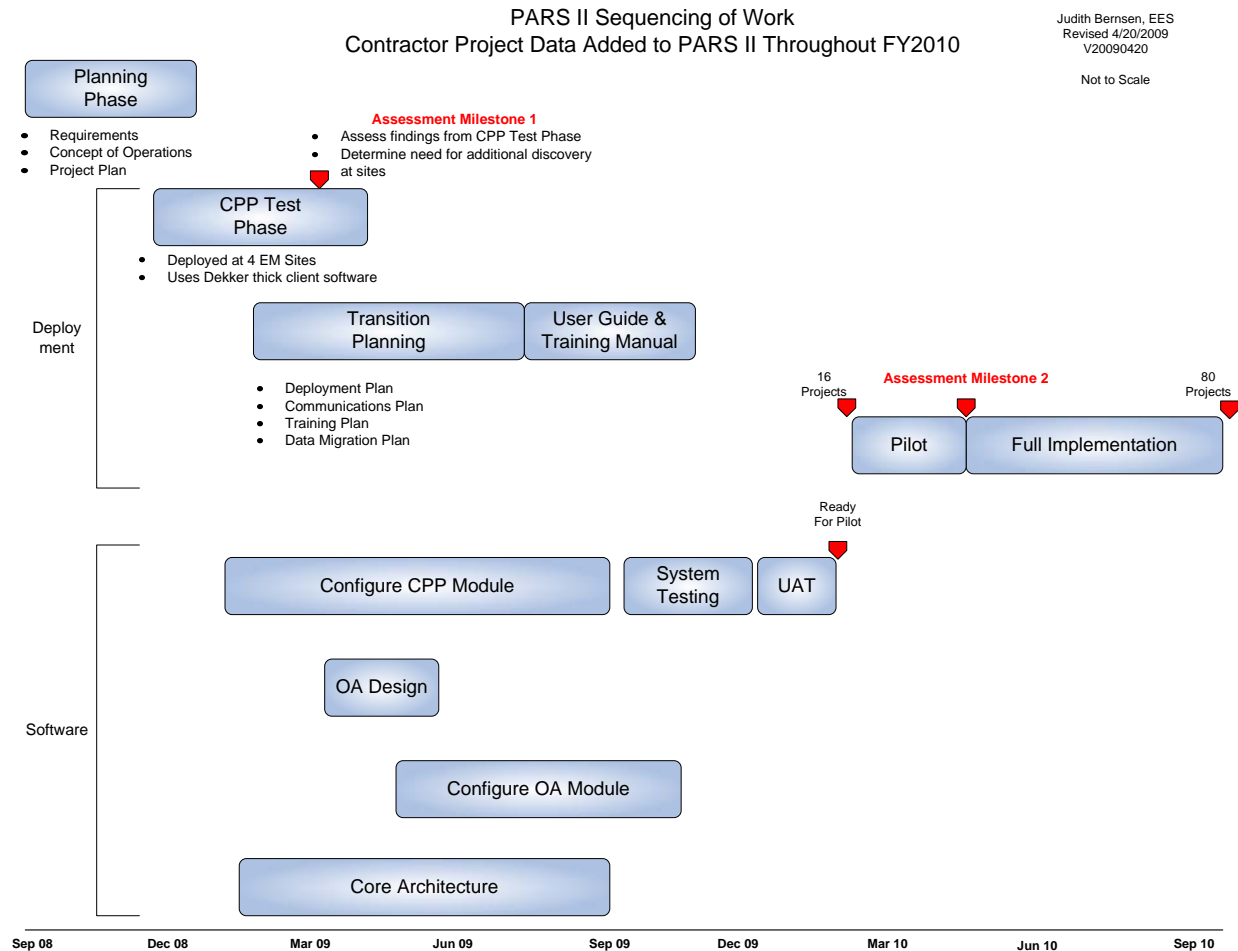 PARS II Sequencing of Work
Contractor Project Data Added to PARS II Throughout FY2010
Judith Bernsen, EES
Revised 4/20/2009
V20090420
Not to Scale
Planning
Phase
• Requirements
• Concept of Operations
• Project Plan
Assessment Milestone 1
• Assess findings from CPP Test Phase
• Determine need for additional discovery
at sites
CPP Test
Phase
• Deployed at 4 EM Sites
• Uses Dekker thick client software
Deploy
ment
Transition
Planning
User Guide &
Training Manual
• Deployment Plan
• Communications Plan
• Training Plan
• Data Migration Plan
16
Projects
Assessment Milestone 2
80
Projects
Pilot
Full Implementation
Ready
For Pilot
Configure CPP Module
System
Testing
UAT
OA Design
Software
Configure OA Module
Core Architecture
Sep 08 Dec 08 Mar 09 Jun 09 Sep 09 Dec 09 Mar 10 Jun 10 Sep 10